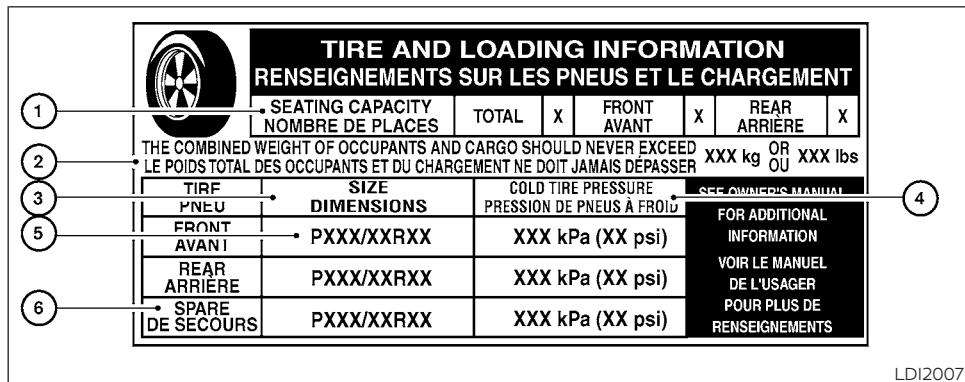 TIRE AND LOADING INFORMATION
RENSEIGNEMENTS SUR LES PNEUS ET LE CHARGEMENT
1
SEATING CAPACITY
NOMBRE DE PLACES
TOTAL
X
FRONT
AVANT
X
REAR
ARRIÈRE
X
2
THE COMBINED WEIGHT OF OCCUPANTS AND CARGO SHOULD NEVER EXCEED
LE POIDS TOTAL DES OCCUPANTS ET DU CHARGEMENT NE DOIT JAMAIS DÉPASSER
XXX kg
OR
OU
XXX lbs
3
TIRE
PNEU
SIZE
DIMENSIONS
COLD TIRE PRESSURE
PRESSION DE PNEUS À FROID
4
5
FRONT
AVANT
PXXX/XXRXX
XXX kPa (XX psi)
REAR
ARRIÈRE
PXXX/XXRXX
XXX kPa (XX psi)
6
SPARE
DE SECOURS
PXXX/XXRXX
XXX kPa (XX psi)
SEE OWNER'S MANUAL
FOR ADDITIONAL
INFORMATION
VOIR LE MANUEL
DE L'USAGER
POUR PLUS DE
RENSEIGNEMENTS
LDI2007